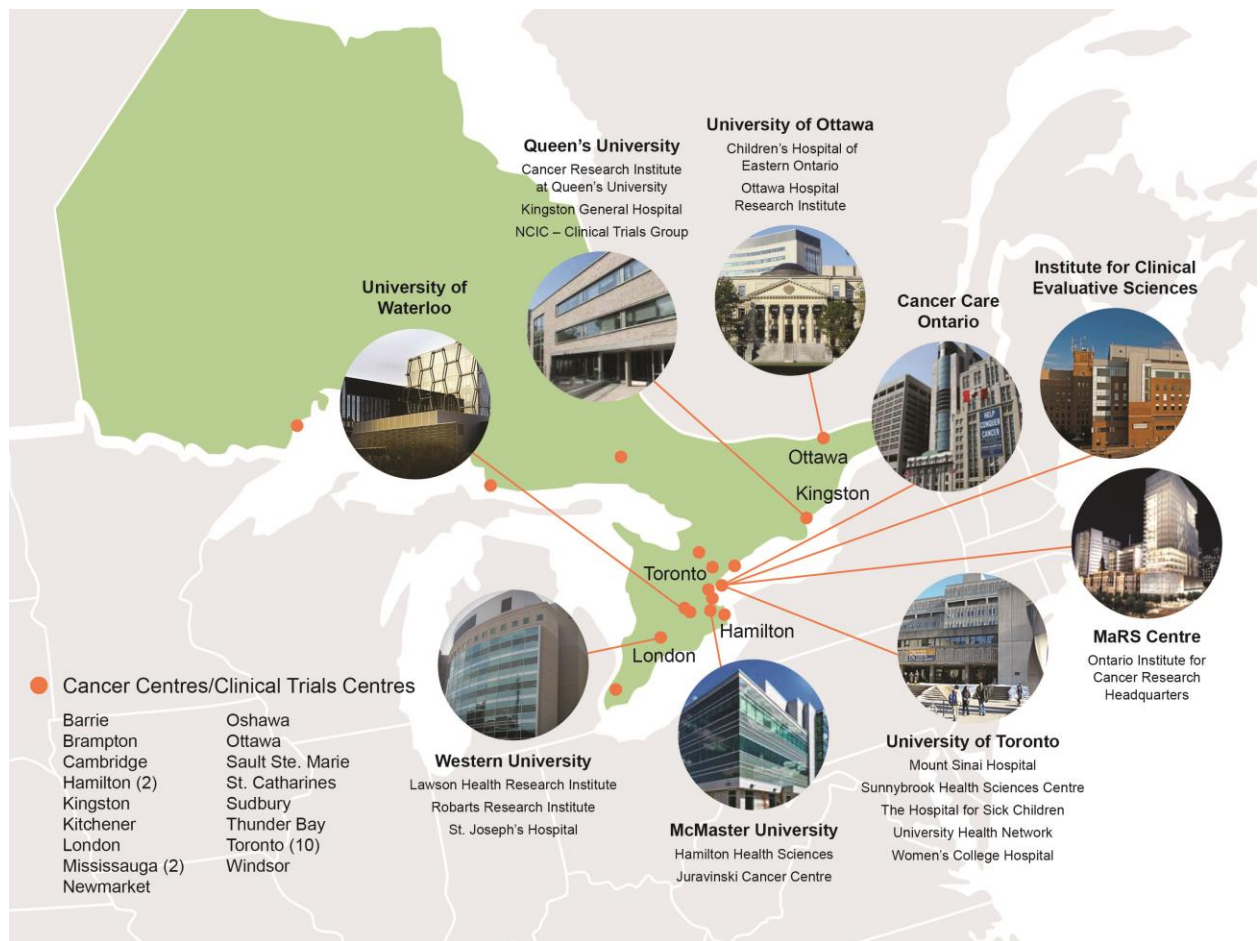 University of Ottawa
Children's Hospital of
Eastern Ontario
Ottawa Hospital
Research Institute
Queen's University
Cancer Research Institute
at Queen's University
Kingston General Hospital
NCIC – Clinical Trials Group
University of
Waterloo
Cancer Care
Ontario
Institute for Clinical
Evaluative Sciences
HELP
CONQUER
CANCER
Ottawa
Kingston
Toronto
Hamilton
London
MaRS Centre
Ontario Institute for
Cancer Research
Headquarters
University of Toronto
Mount Sinai Hospital
Sunnybrook Health Sciences Centre
The Hospital for Sick Children
University Health Network
Women's College Hospital
Western University
Lawson Health Research Institute
Robarts Research Institute
St. Joseph's Hospital
McMaster University
Hamilton Health Sciences
Juravinski Cancer Centre
Cancer Centres/Clinical Trials Centres
Barrie
Brampton
Cambridge
Hamilton (2)
Kingston
Kitchener
London
Mississauga (2)
Newmarket
Oshawa
Ottawa
Sault Ste. Marie
St. Catharines
Sudbury
Thunder Bay
Toronto (10)
Windsor